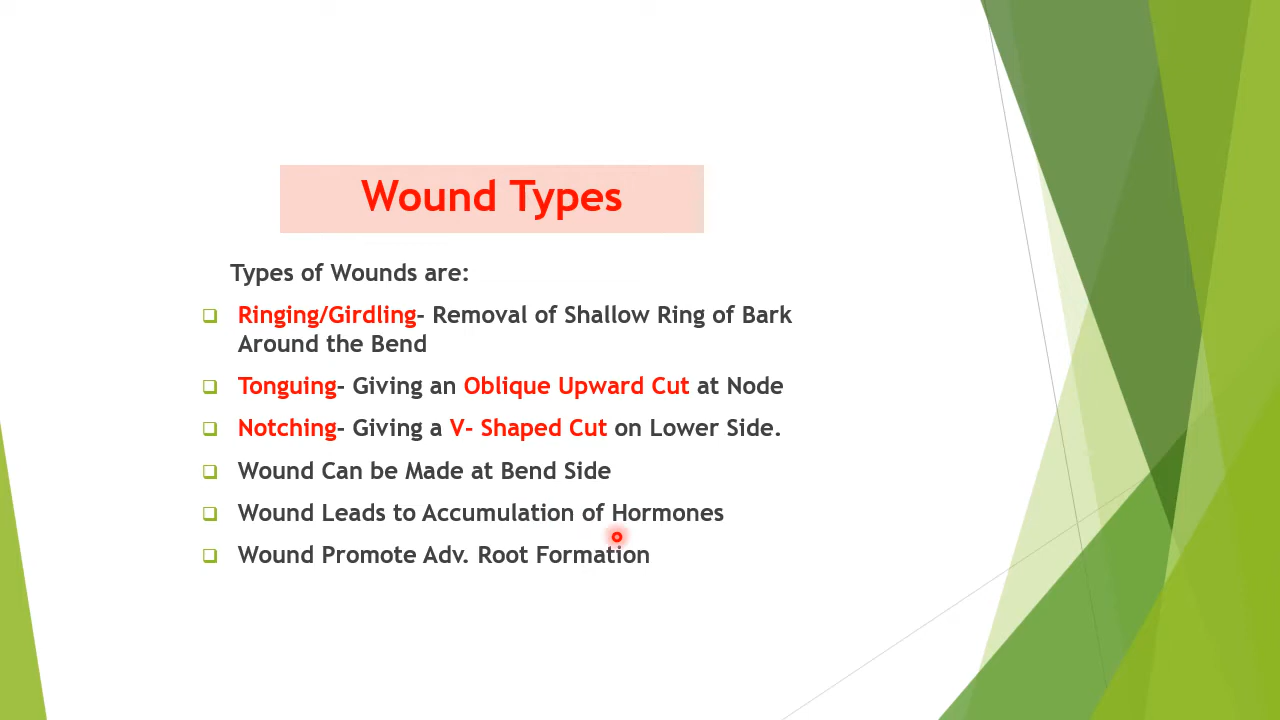 Wound Types
Types of Wounds are:
Ringing/Girdling- Removal of Shallow Ring of Bark
Around the Bend
Tonguing- Giving an Oblique Upward Cut at Node
Notching- Giving a V- Shaped Cut on Lower Side.
Wound Can be Made at Bend Side
Wound Leads to Accumulation of Hormones
Wound Promote Adv. Root Formation